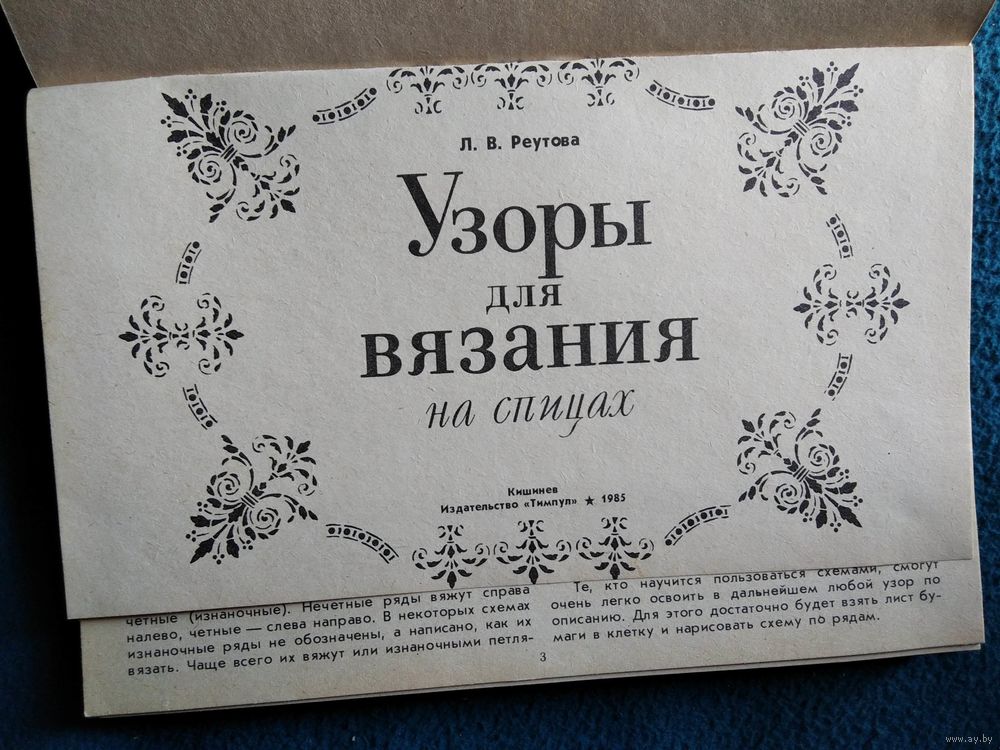 Л. В. Реутова
Узоры
для
вязания
на спицах
Кишинев
Издательство «Тимпул» ★ 1985
четные (изнаночные). Нечетные ряды вяжут справа
налево, четные — слева направо. В некоторых схемах
изнаночные ряды не обозначены, а написано, как их
вязать. Чаще всего их вяжут или изнаночными петля-
Те, кто научится пользоваться схемами, смогут
очень легко освоить в дальнейшем любой узор по
описанию. Для этого достаточно будет взять лист бу-
маги в клетку и нарисовать схему по рядам.
3
www.ay.by